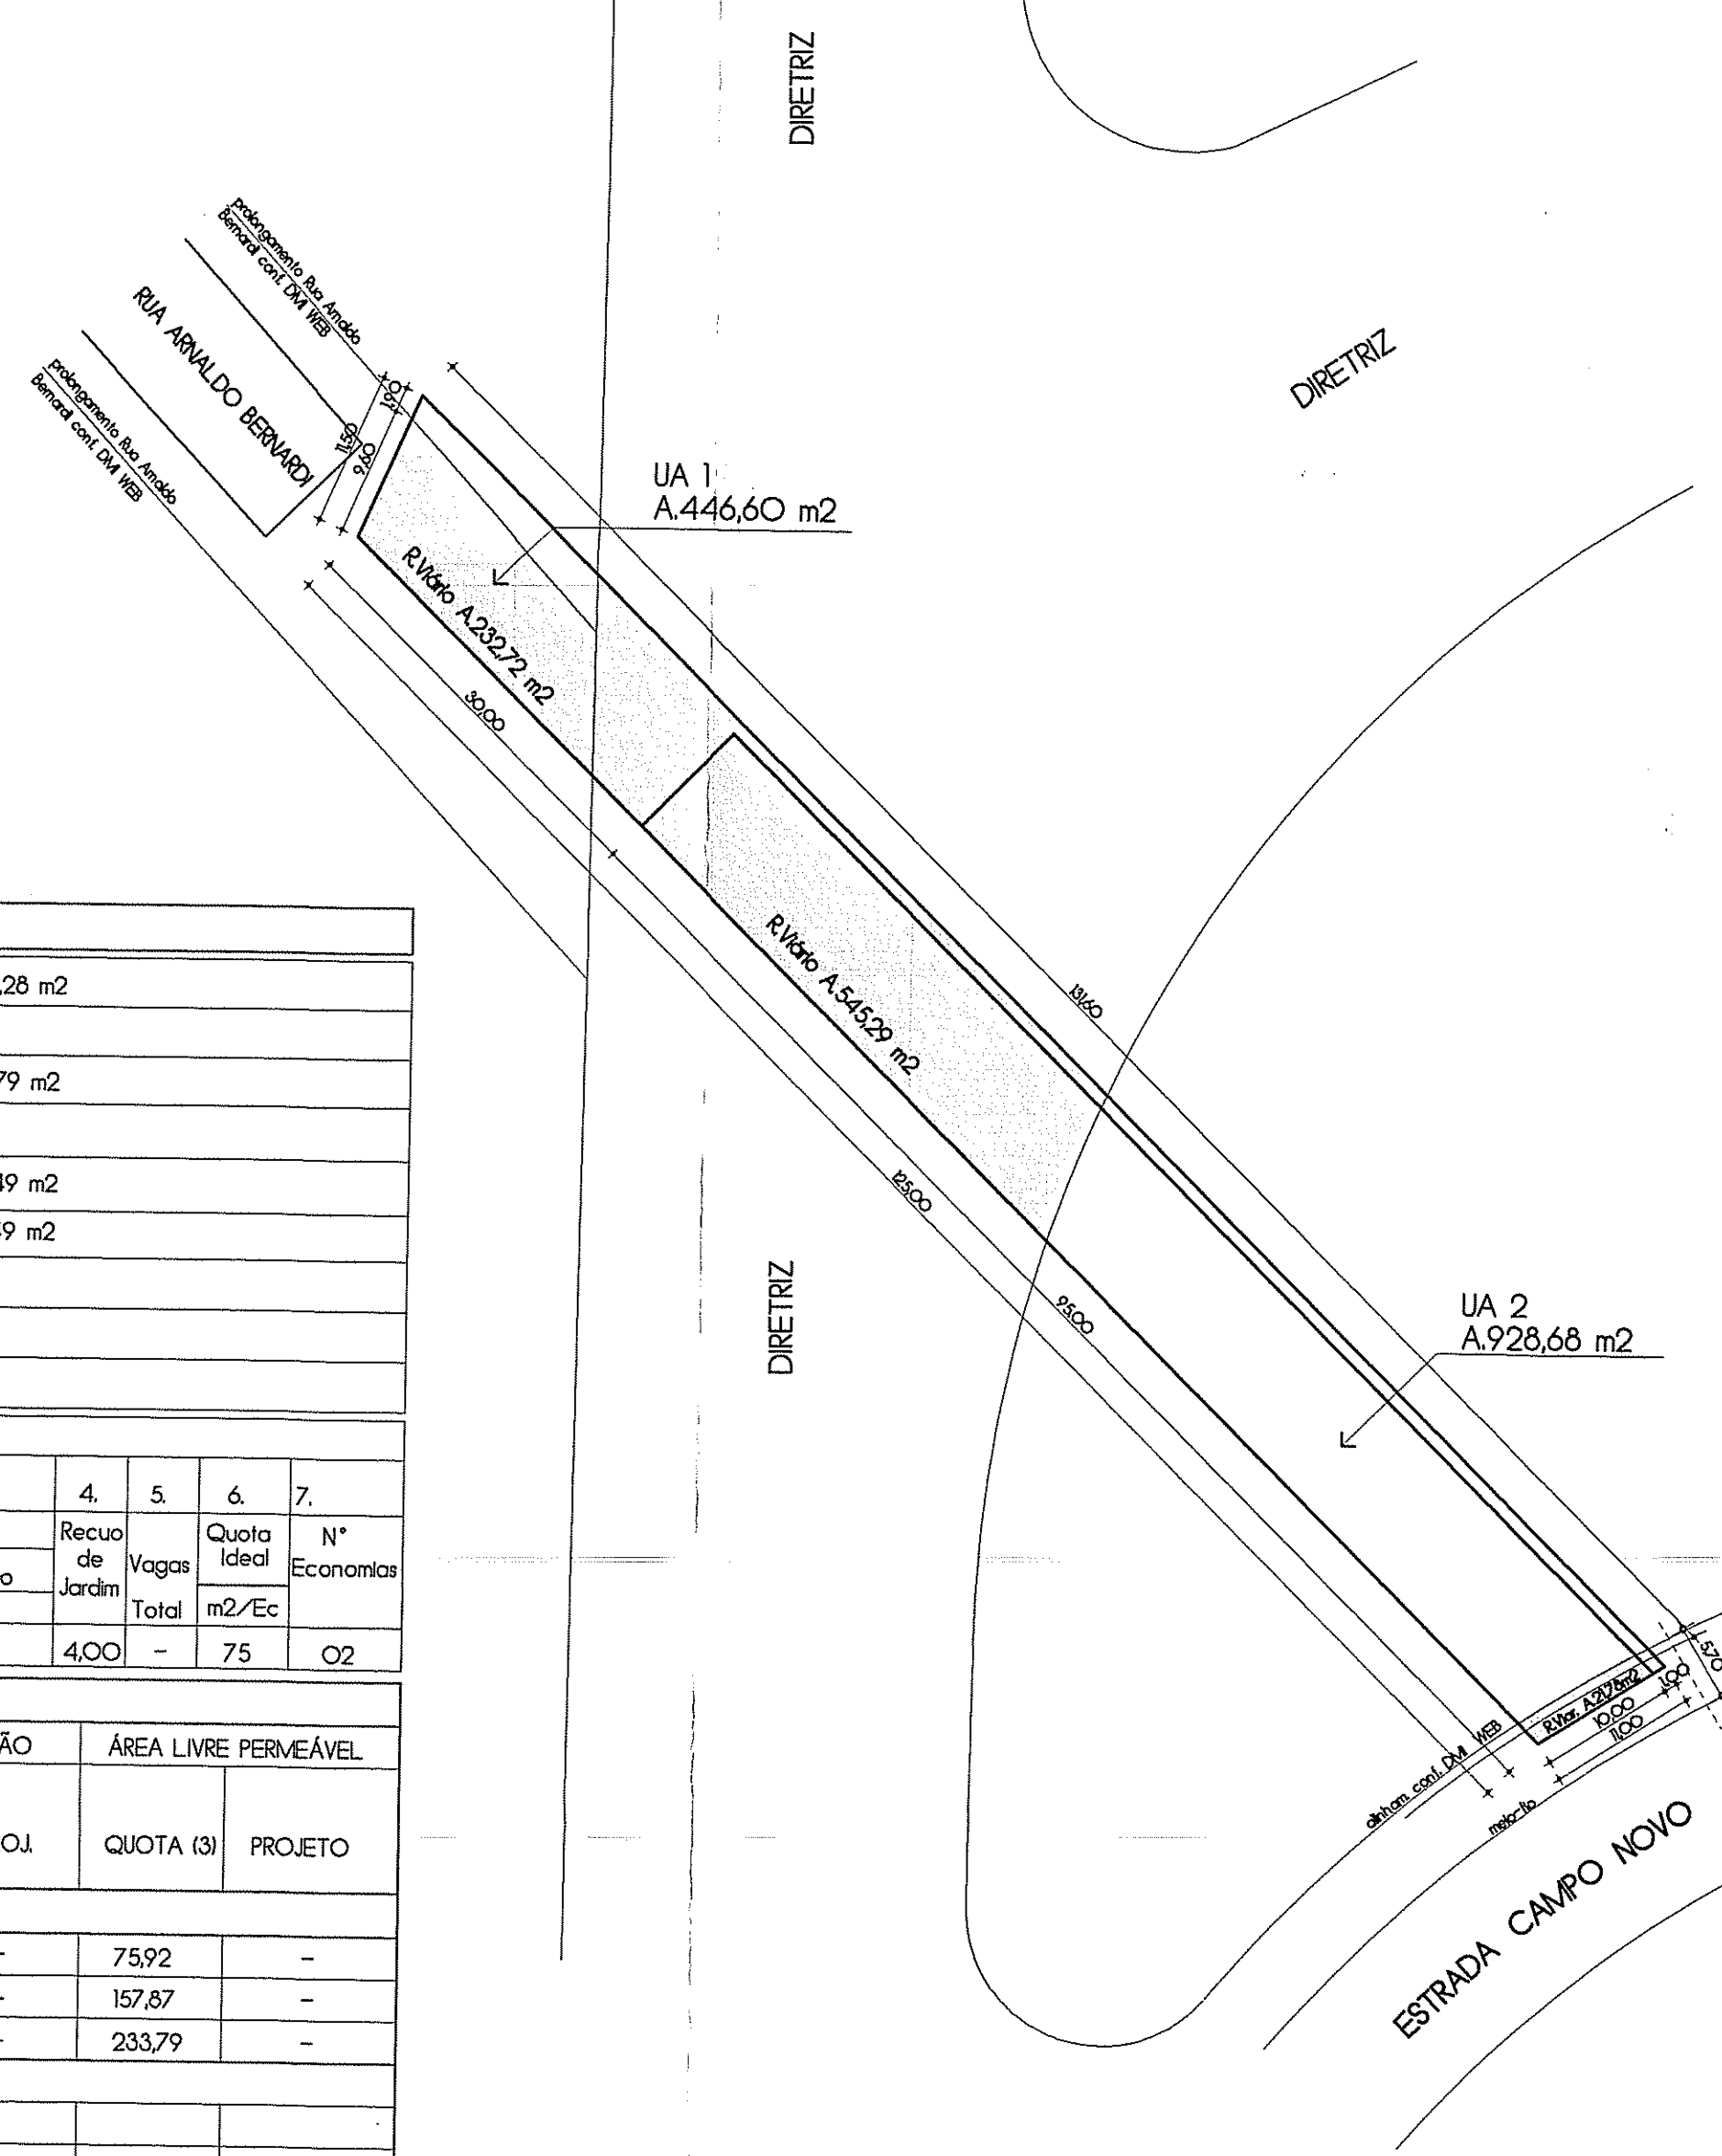 DIRETRIZ
prolongamento Rua Arnaldo
Bernardi conf. DM WEB
RUA ARNALDO BERNARDI
prolongamento Rua Arnaldo
Bernardi conf. DM WEB
DIRETRIZ
1,90
11,50
9,60
UA 1
A.446,60 m2
R.Viário A.232,72 m2
30,00
R.Viário A.545,29 m2
131,60
125,00
95,00
DIRETRIZ
UA 2
A.928,68 m2
,28 m2
79 m2
49 m2
9 m2
4.
5.
6.
7.
Recuo
de
Jardim
Vagas
Total
Quota
Ideal
m2/Ec
N°
Economias
o
4,00
-
75
02
ÃO
ÁREA LIVRE PERMEÁVEL
OJ.
QUOTA (3)
PROJETO
-
75,92
-
-
157,87
-
-
233,79
-
5,70
1,00
R.Viar. A.21,78m2
10,00
11,00
alinham. conf. DM WEB
meio-fio
ESTRADA CAMPO NOVO